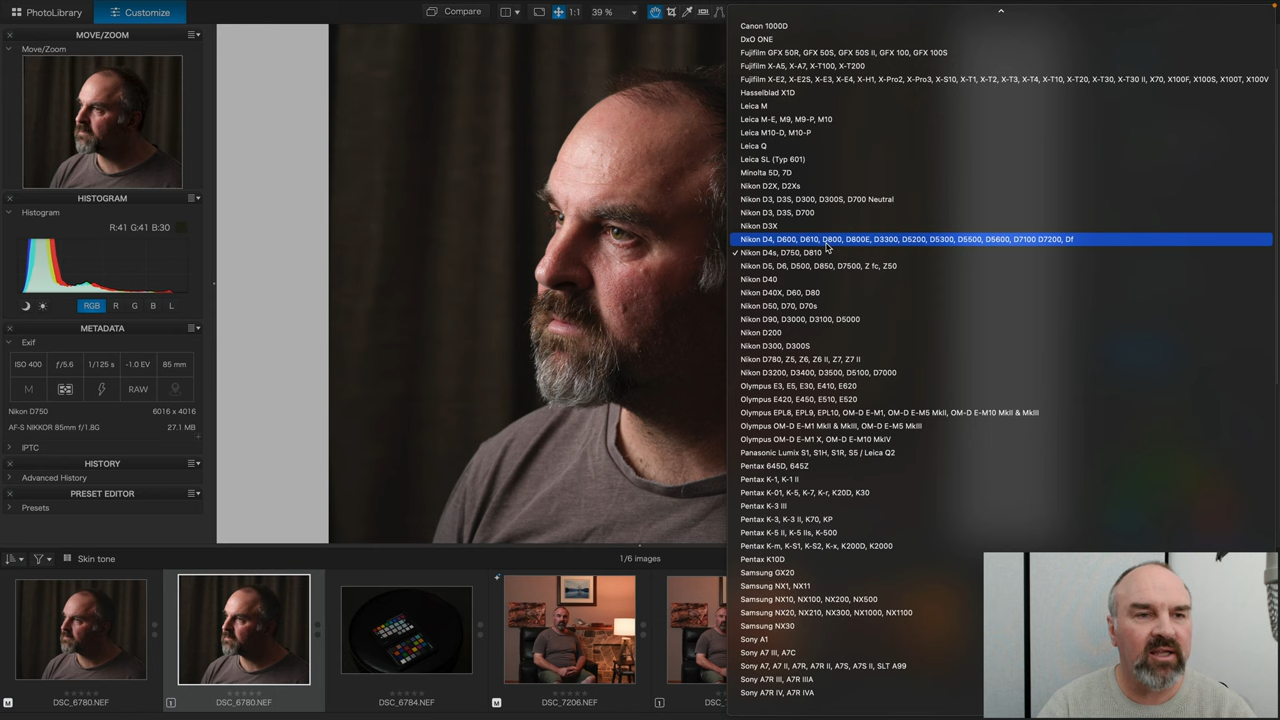 PhotoLibrary
Customize
Compare
1:1
39 %
MOVE/ZOOM
Move/Zoom
HISTOGRAM
Histogram
R:41 G:41 B:30
RGB R G B L
METADATA
Exif
ISO 400 ƒ/5.6 1/125 s -1.0 EV 85 mm
M RAW
Nikon D750 6016 x 4016
AF-S NIKKOR 85mm f/1.8G 27.1 MB
IPTC
HISTORY
Advanced History
PRESET EDITOR
Presets
Canon 1000D
DxO ONE
Fujifilm GFX 50R, GFX 50S, GFX 50S II, GFX 100, GFX 100S
Fujifilm X-A5, X-A7, X-T100, X-T200
Fujifilm X-E2, X-E2S, X-E3, X-E4, X-H1, X-Pro2, X-Pro3, X-S10, X-T1, X-T2, X-T3, X-T4, X-T10, X-T20, X-T30, X-T30 II, X70, X100F, X100S, X100T, X100V
Hasselblad X1D
Leica M
Leica M-E, M9, M9-P, M10
Leica M10-D, M10-P
Leica Q
Leica SL (Typ 601)
Minolta 5D, 7D
Nikon D2X, D2Xs
Nikon D3, D3S, D300, D300S, D700 Neutral
Nikon D3, D3S, D700
Nikon D3X
Nikon D4, D600, D610, D800, D800E, D3300, D5200, D5300, D5500, D5600, D7100 D7200, Df
Nikon D4s, D750, D810
Nikon D5, D6, D500, D850, D7500, Z fc, Z50
Nikon D40
Nikon D40X, D60, D80
Nikon D50, D70, D70s
Nikon D90, D3000, D3100, D5000
Nikon D200
Nikon D300, D300S
Nikon D780, Z5, Z6, Z6 II, Z7, Z7 II
Nikon D3200, D3400, D3500, D5100, D7000
Olympus E3, E5, E30, E410, E620
Olympus E420, E450, E510, E520
Olympus EPL8, EPL9, EPL10, OM-D E-M1, OM-D E-M5 MkII, OM-D E-M10 MkII & MkIII
Olympus OM-D E-M1 MkII & MkIII, OM-D E-M5 MkIII
Olympus OM-D E-M1 X, OM-D E-M10 MkIV
Panasonic Lumix S1, S1H, S1R, S5 / Leica Q2
Pentax 645D, 645Z
Pentax K-1, K-1 II
Pentax K-01, K-5, K-7, K-r, K20D, K30
Pentax K-3 III
Pentax K-3, K-3 II, K70, KP
Pentax K-5 II, K-5 IIs, K-500
Pentax K-m, K-S1, K-S2, K-x, K200D, K2000
Pentax K10D
Samsung GX20
Samsung NX1, NX11
Samsung NX10, NX100, NX200, NX500
Samsung NX20, NX210, NX300, NX1000, NX1100
Samsung NX30
Sony A1
Sony A7 III, A7C
Sony A7, A7 II, A7R, A7R II, A7S, A7S II, SLT A99
Sony A7R III, A7R IIIA
Sony A7R IV, A7R IVA
Skin tone
1/6 images
M DSC_6780.NEF
1 DSC_6780.NEF
DSC_6784.NEF
M DSC_7206.NEF
1 DSC_7